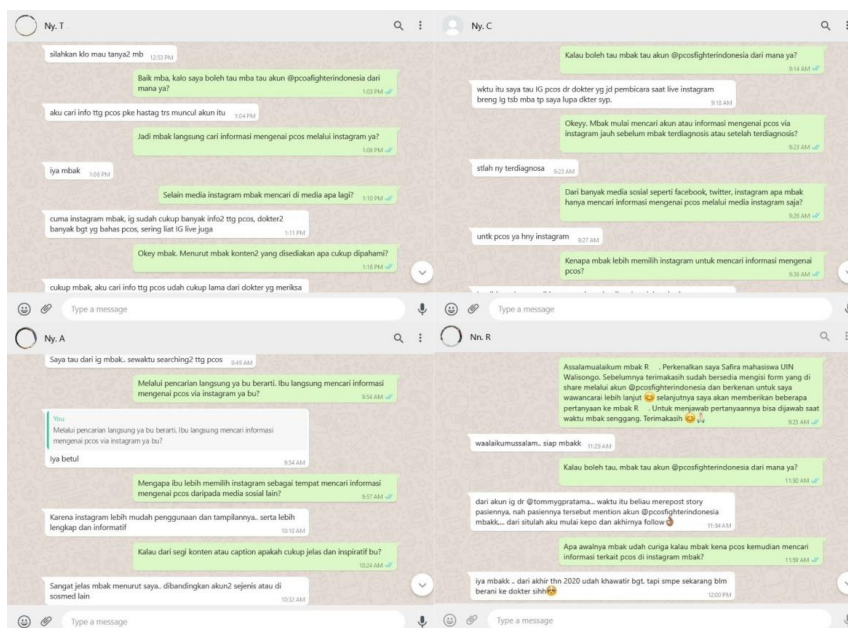 Ny. T
silahkan klo mau tanya2 mb 12:53 PM
Baik mba, kalo saya boleh tau mba tau akun @pcosfighterindonesia dari
mana ya? 1:03 PM
aku cari info ttg pcos pke hastag trs muncul akun itu 1:04 PM
Jadi mbak langsung cari informasi mengenai pcos melalui instagram ya?
1:08 PM
iya mbak 1:08 PM
Selain media instagram mbak mencari di media apa lagi? 1:10 PM
cuma instagram mbak, ig sudah cukup banyak info2 ttg pcos, dokter2
banyak bgt yg bahas pcos, sering liat IG live juga
1:11 PM
Okey mbak. Menurut mbak konten2 yang disediakan apa cukup dipahami?
1:16 PM
cukup mbak, aku cari info ttg pcos udah cukup lama dari dokter yg meriksa
Type a message
Ny. C
Kalau boleh tau mbak tau akun @pcosfighterindonesia dari mana ya?
9:14 AM
wktu itu saya tau IG pcos dr dokter yg jd pembicara saat live instagram
breng ig tsb mba tp saya lupa dkter syp. 9:18 AM
Okeyy. Mbak mulai mencari akun atau informasi mengenai pcos via
instagram jauh sebelum mbak terdiagnosis atau setelah terdiagnosis?
9:23 AM
stlah ny terdiagnosa 9:23 AM
Dari banyak media sosial seperti facebook, twitter, instagram apa mbak
hanya mencari informasi mengenai pcos melalui media instagram saja?
9:26 AM
untk pcos ya hny instagram 9:27 AM
Kenapa mbak lebih memilih instagram untuk mencari informasi mengenai
pcos? 9:36 AM
Type a message
Ny. A
Saya tau dari ig mbak.. sewaktu searching2 ttg pcos 9:49 AM
Melalui pencarian langsung ya bu berarti. Ibu langsung mencari informasi
mengenai pcos via instagram ya bu? 9:54 AM
You
Melalui pencarian langsung ya bu berarti. Ibu langsung mencari informasi
mengenai pcos via instagram ya bu?
Iya betul 9:54 AM
Mengapa ibu lebih memilih instagram sebagai tempat mencari informasi
mengenai pcos daripada media sosial lain? 9:57 AM
Karena instagram lebih mudah penggunaan dan tampilannya.. serta lebih
lengkap dan informatif 10:10 AM
Kalau dari segi konten atau caption apakah cukup jelas dan inspiratif bu?
10:24 AM
Sangat jelas mbak menurut saya.. dibandingkan akun2 sejenis atau di
sosmed lain 10:32 AM
Type a message
Nn. R
Assalamualaikum mbak R . Perkenalkan saya Safira mahasiswa UIN
Walisongo. Sebelumnya terimakasih sudah bersedia mengisi form yang di
share melalui akun @pcosfighterindonesia dan berkenan untuk saya
wawancarai lebih lanjut 😊 selanjutnya saya akan memberikan beberapa
pertanyaan ke mbak R . Untuk menjawab pertanyaannya bisa dijawab saat
waktu mbak senggang. Terimakasih 😊🙏 9:23 AM
waalaikumussalam.. siap mbakk 11:29 AM
Kalau boleh tau, mbak tau akun @pcosfighterindonesia dari mana ya?
11:30 AM
dari akun ig dr @tommygpratama... waktu itu beliau merepost story
pasiennya, nah pasiennya tersebut mention akun @pcosfighterindonesia
mbakk,... dari situlah aku mulai kepo dan akhirnya follow👌 11:34 AM
Apa awalnya mbak udah curiga kalau mbak kena pcos kemudian mencari
informasi terkait pcos di instagram mbak? 11:59 AM
iya mbakk .. dari akhir thn 2020 udah khawatir bgt. tapi smpe sekarang blm
berani ke dokter sihh🥺 12:00 PM
Type a message